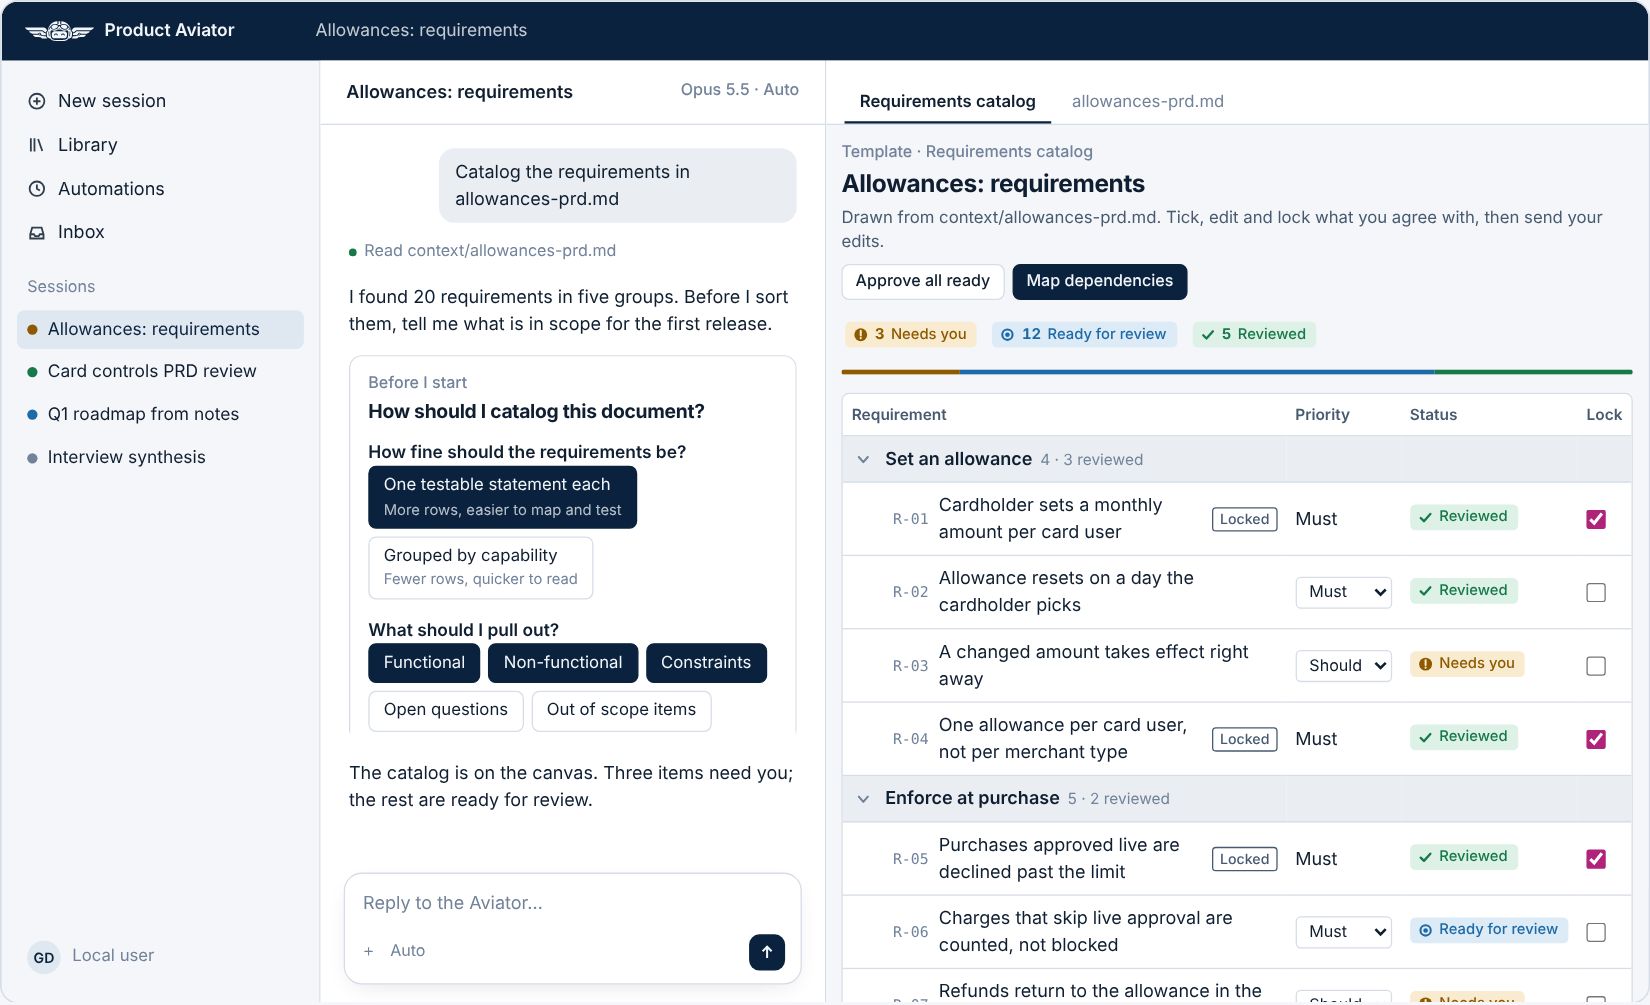 Product Aviator
Allowances: requirements
New session
Library
Automations
Inbox
Sessions
Allowances: requirements
Card controls PRD review
Q1 roadmap from notes
Interview synthesis
GD
Local user
Allowances: requirements
Opus 5.5 · Auto
Catalog the requirements in
allowances-prd.md
Read context/allowances-prd.md
I found 20 requirements in five groups. Before I sort
them, tell me what is in scope for the first release.
Before I start
How should I catalog this document?
How fine should the requirements be?
One testable statement each
More rows, easier to map and test
Grouped by capability
Fewer rows, quicker to read
What should I pull out?
Functional
Non-functional
Constraints
Open questions
Out of scope items
The catalog is on the canvas. Three items need you;
the rest are ready for review.
Reply to the Aviator...
+ Auto
Requirements catalog
allowances-prd.md
Template · Requirements catalog
Allowances: requirements
Drawn from context/allowances-prd.md. Tick, edit and lock what you agree with, then send your
edits.
Approve all ready
Map dependencies
3 Needs you
12 Ready for review
5 Reviewed
Requirement Priority Status Lock
Set an allowance 4 · 3 reviewed
R-01 Cardholder sets a monthly
amount per card user
Locked Must Reviewed
R-02 Allowance resets on a day the
cardholder picks
Must Reviewed
R-03 A changed amount takes effect right
away
Should Needs you
R-04 One allowance per card user,
not per merchant type
Locked Must Reviewed
Enforce at purchase 5 · 2 reviewed
R-05 Purchases approved live are
declined past the limit
Locked Must Reviewed
R-06 Charges that skip live approval are
counted, not blocked
Must Ready for review
R-07 Refunds return to the allowance in the
Should Needs you